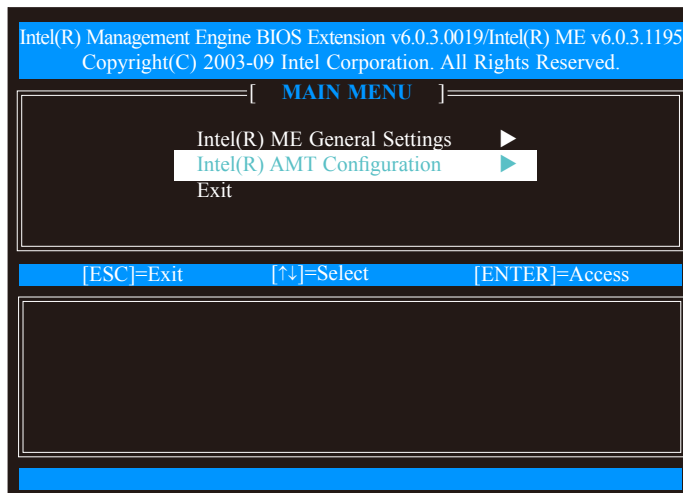 Intel(R) Management Engine BIOS Extension v6.0.3.0019/Intel(R) ME v6.0.3.1195
Copyright(C) 2003-09 Intel Corporation. All Rights Reserved.
[ MAIN MENU ]
Intel(R) ME General Settings ▶
Intel(R) AMT Configuration ▶
Exit
[ESC]=Exit [↑↓]=Select [ENTER]=Access